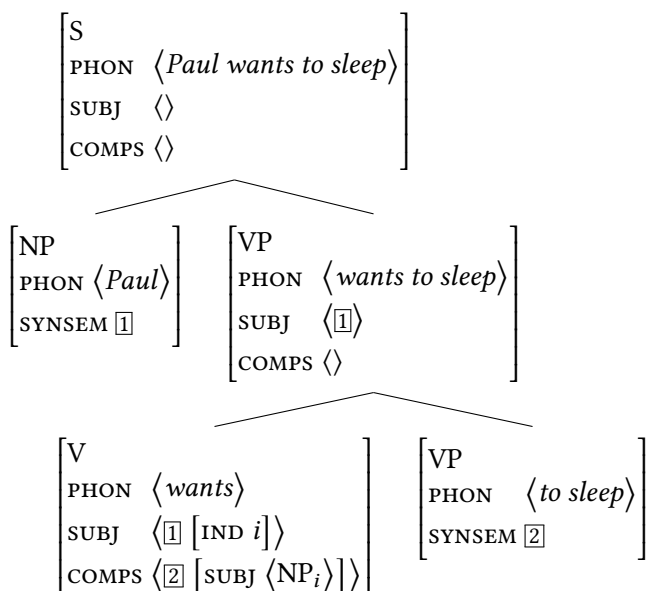 S
PHON ⟨Paul wants to sleep⟩
SUBJ ⟨⟩
COMPS ⟨⟩
NP
PHON ⟨Paul⟩
SYNSEM 1
VP
PHON ⟨wants to sleep⟩
SUBJ ⟨1⟩
COMPS ⟨⟩
V
PHON ⟨wants⟩
SUBJ ⟨1 [IND i]⟩
COMPS ⟨2 [SUBJ ⟨NPᵢ⟩]⟩
VP
PHON ⟨to sleep⟩
SYNSEM 2